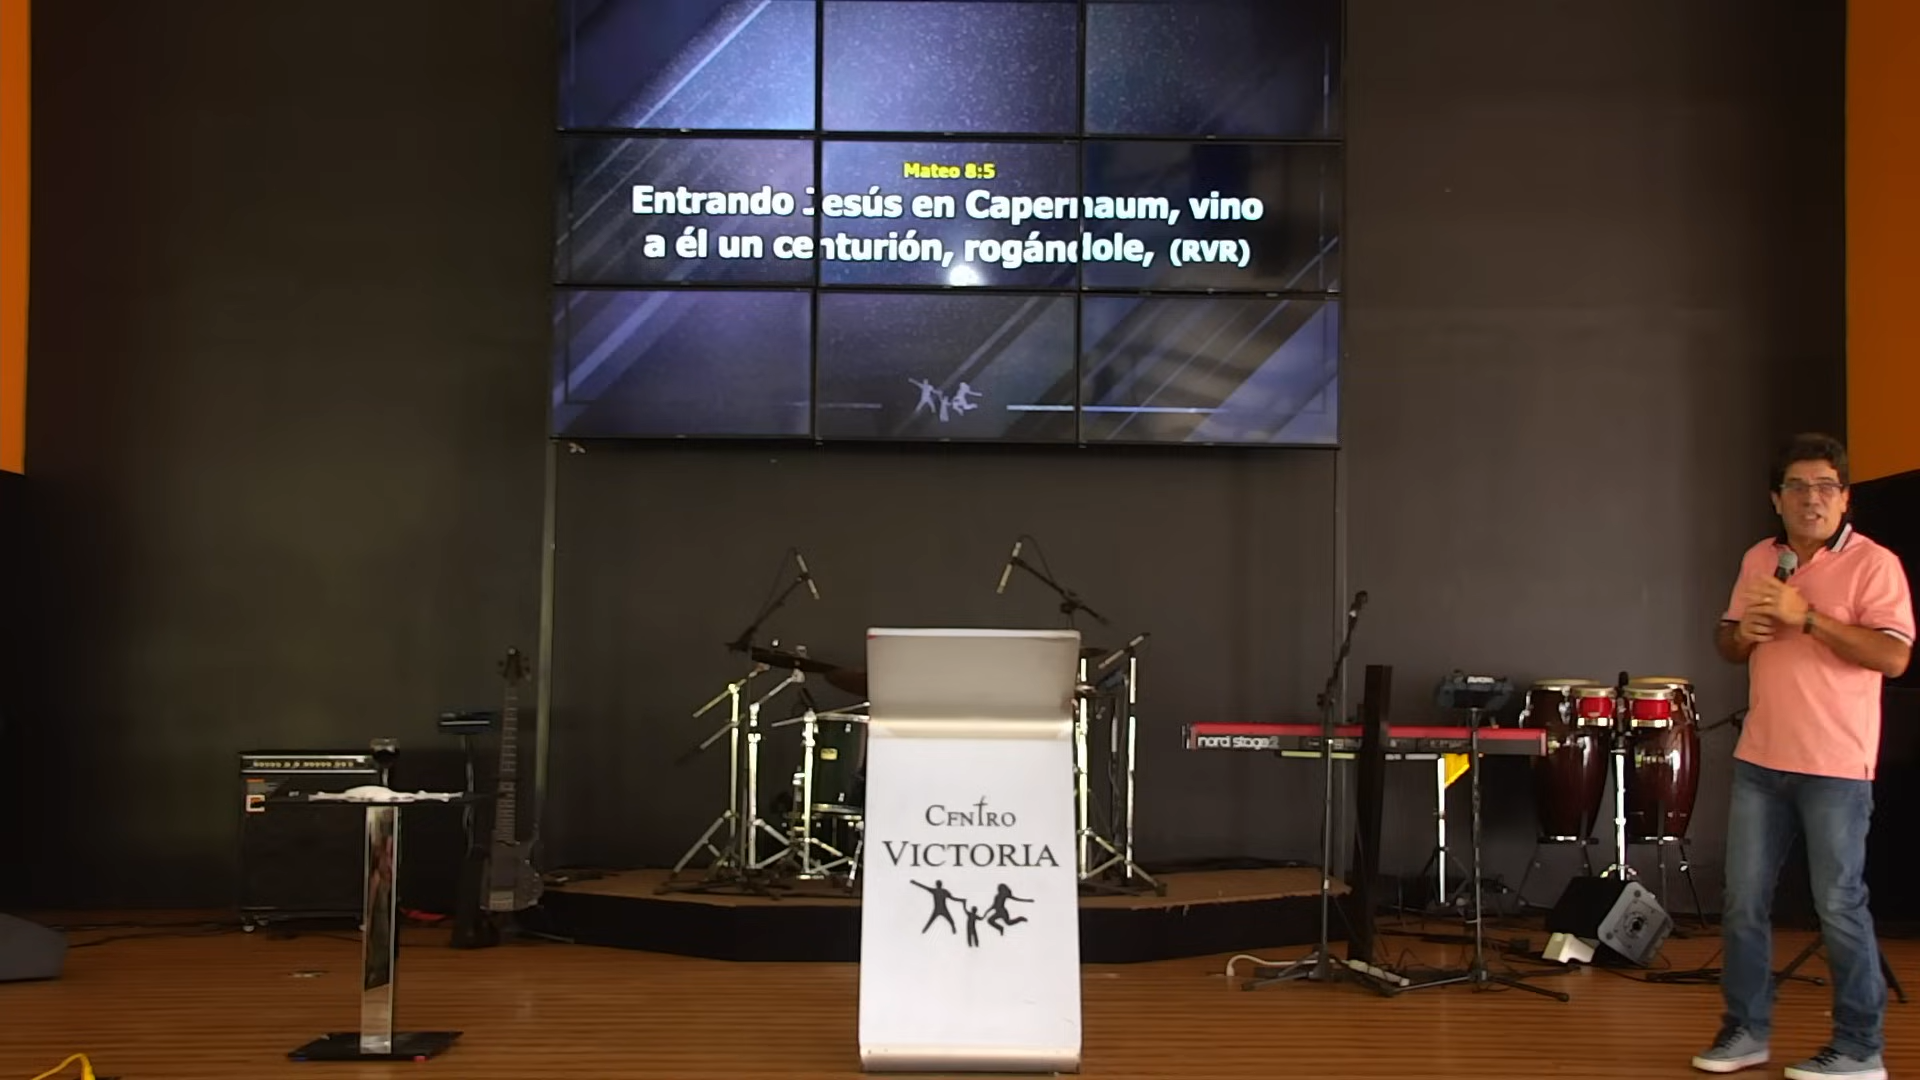 Mateo 8:5
Entrando Jesús en Capernaum, vino
a él un centurión, rogándole, (RVR)
nord stage 2
CENTRO
VICTORIA